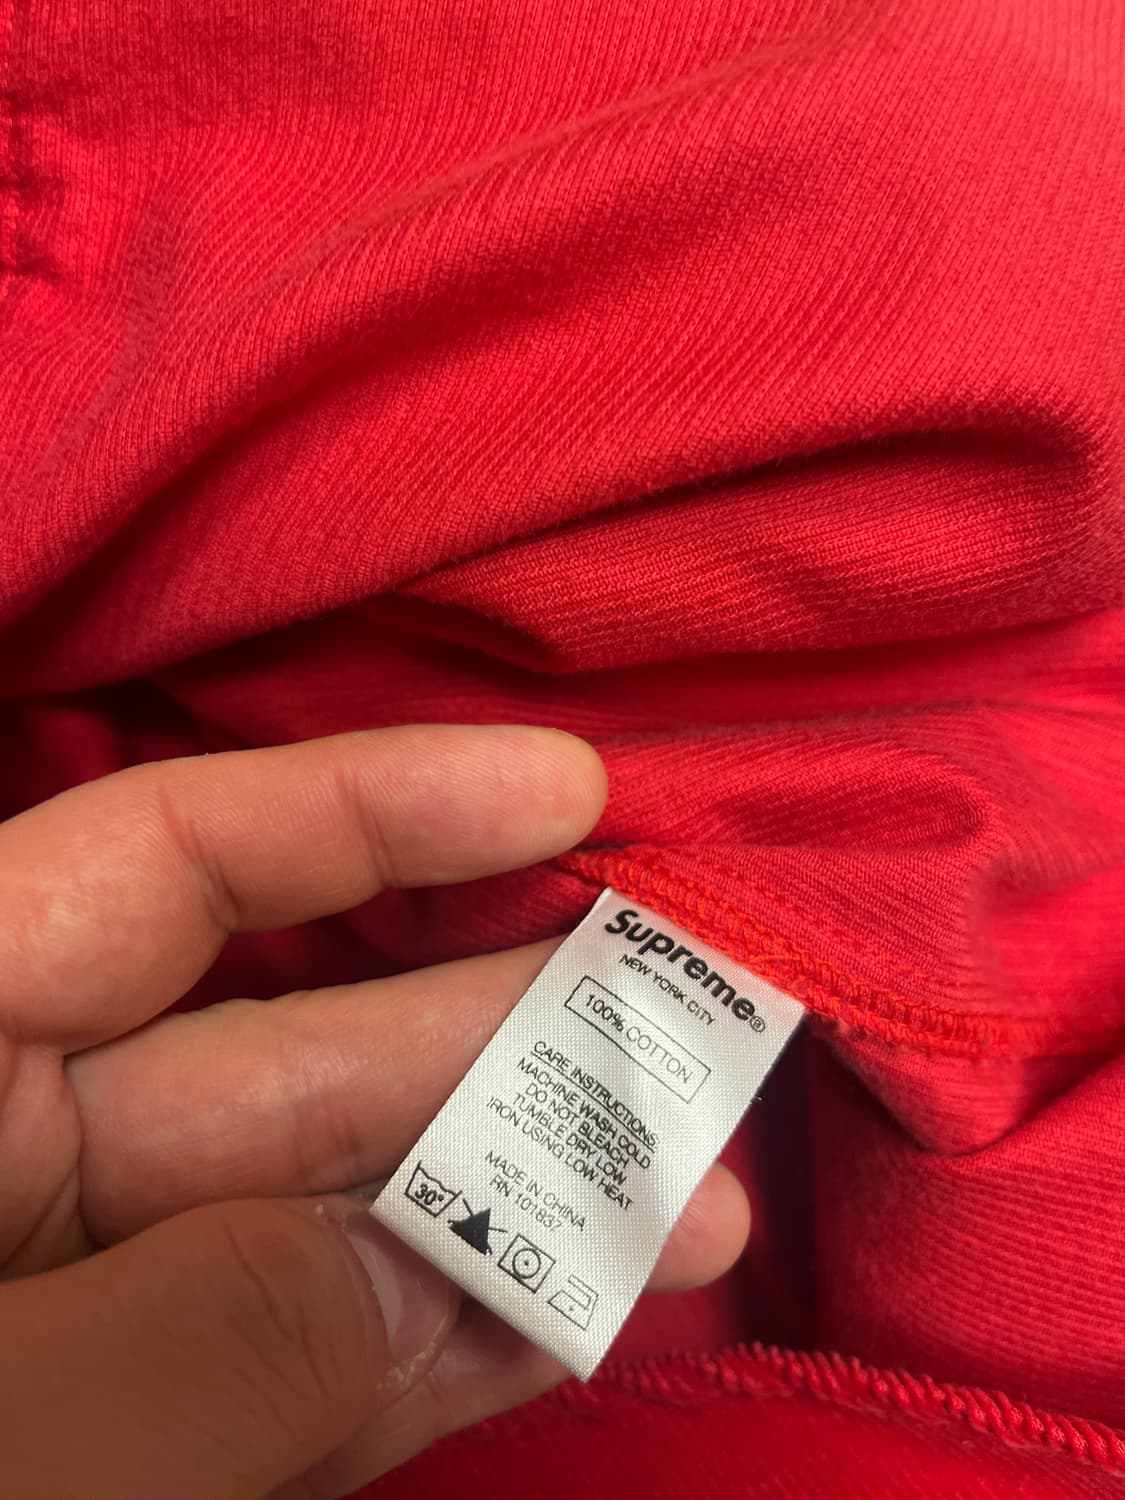 Supreme®
NEW YORK CITY
100% COTTON
CARE INSTRUCTIONS:
MACHINE WASH COLD
DO NOT BLEACH
TUMBLE DRY LOW
IRON USING LOW HEAT
MADE IN CHINA
RN 101837
30°